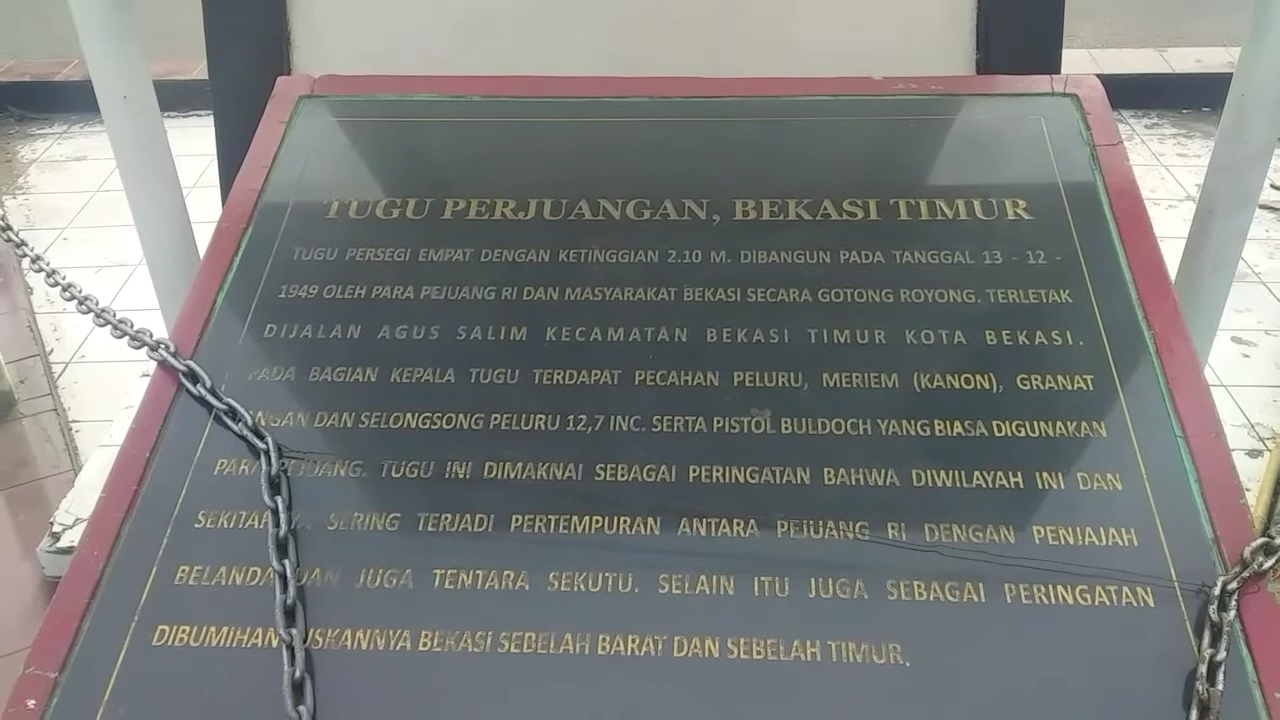 TUGU PERJUANGAN, BEKASI TIMUR
TUGU PERSEGI EMPAT DENGAN KETINGGIAN 2.10 M. DIBANGUN PADA TANGGAL 13 - 12 -
1949 OLEH PARA PEJUANG RI DAN MASYARAKAT BEKASI SECARA GOTONG ROYONG. TERLETAK
DIJALAN AGUS SALIM KECAMATAN BEKASI TIMUR KOTA BEKASI.
PADA BAGIAN KEPALA TUGU TERDAPAT PECAHAN PELURU, MERIEM (KANON), GRANAT
DAN SELONGSONG PELURU 12,7 INC. SERTA PISTOL BULDOCH YANG BIASA DIGUNAKAN
PARA PEJUANG. TUGU INI DIMAKNAI SEBAGAI PERINGATAN BAHWA DIWILAYAH INI DAN
SERING TERJADI PERTEMPURAN ANTARA PEJUANG RI DENGAN PENJAJAH
BELANDA DAN JUGA TENTARA SEKUTU. SELAIN ITU JUGA SEBAGAI PERINGATAN
BEKASI SEBELAH BARAT DAN SEBELAH TIMUR.